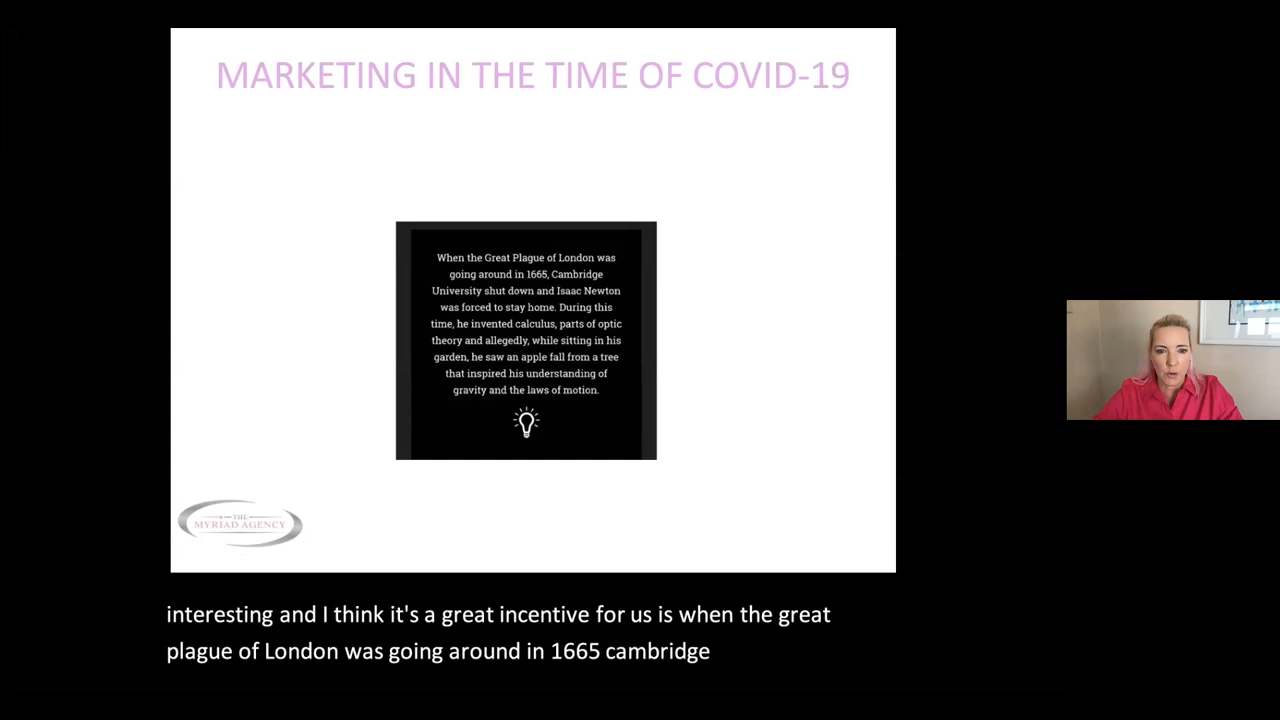 MARKETING IN THE TIME OF COVID-19
When the Great Plague of London was
going around in 1665, Cambridge
University shut down and Isaac Newton
was forced to stay home. During this
time, he invented calculus, parts of optic
theory and allegedly, while sitting in his
garden, he saw an apple fall from a tree
that inspired his understanding of
gravity and the laws of motion.
THE
MYRIAD AGENCY
interesting and I think it's a great incentive for us is when the great
plague of London was going around in 1665 cambridge